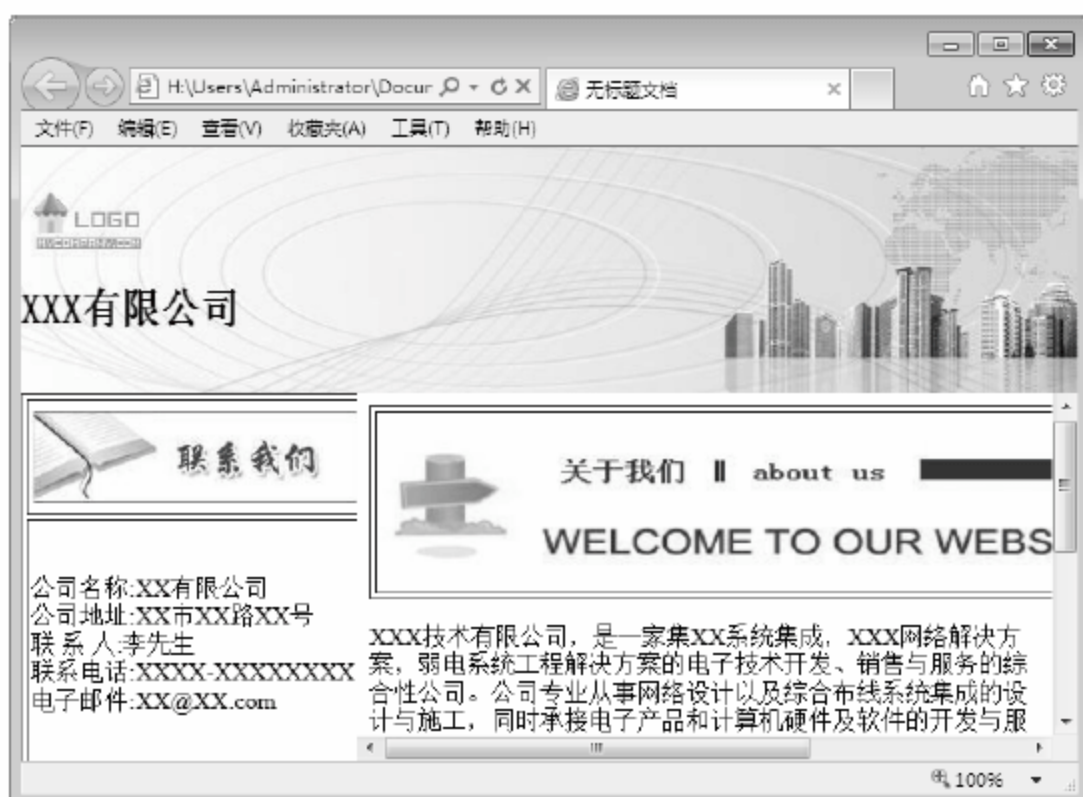 H:\Users\Administrator\Docur
无标题文档
文件(F) 编辑(E) 查看(V) 收藏夹(A) 工具(T) 帮助(H)
LOGO
XXX有限公司
联系我们
关于我们 about us
WELCOME TO OUR WEBS
公司名称:XX有限公司
公司地址:XX市XX路XX号
联 系 人:李先生
联系电话:XXXX-XXXXXXXX
电子邮件:XX@XX.com
XXX技术有限公司，是一家集XX系统集成，XXX网络解决方
案，弱电系统工程解决方案的电子技术开发、销售与服务的综
合性公司。公司专业从事网络设计以及综合布线系统集成的设
计与施工，同时承接电子产品和计算机硬件及软件的开发与服
100%